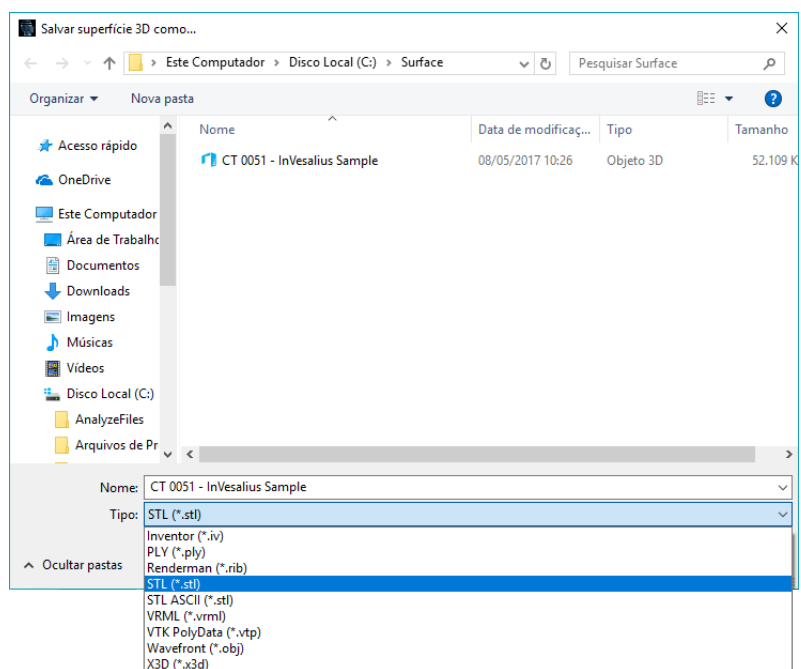 Salvar superfície 3D como...
Este Computador > Disco Local (C:) > Surface
Pesquisar Surface
Organizar
Nova pasta
Nome
Data de modificaç...
Tipo
Tamanho
CT 0051 - InVesalius Sample
08/05/2017 10:26
Objeto 3D
52.109 K
Acesso rápido
OneDrive
Este Computador
Área de Trabalho
Documentos
Downloads
Imagens
Músicas
Vídeos
Disco Local (C:)
AnalyzeFiles
Arquivos de Pr
Nome: CT 0051 - InVesalius Sample
Tipo: STL (*.stl)
Inventor (*.iv)
PLY (*.ply)
Renderman (*.rib)
STL (*.stl)
STL ASCII (*.stl)
VRML (*.vrml)
VTK PolyData (*.vtp)
Wavefront (*.obj)
X3D (*.x3d)
Ocultar pastas